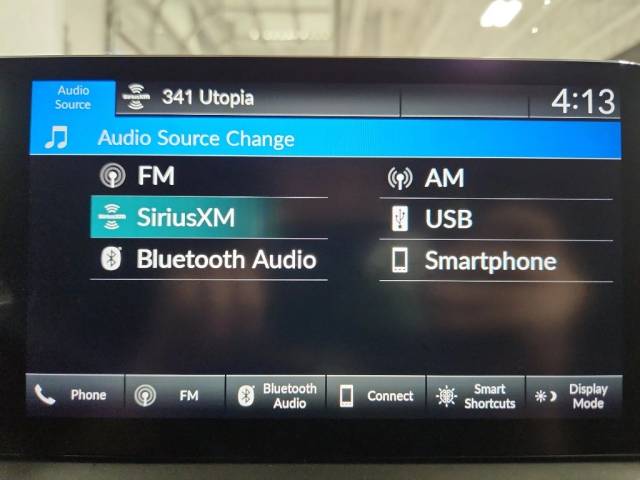 Audio
Source
341 Utopia
4:13
Audio Source Change
FM
AM
SiriusXM
USB
Bluetooth Audio
Smartphone
Phone
FM
Bluetooth
Audio
Connect
Smart
Shortcuts
Display
Mode